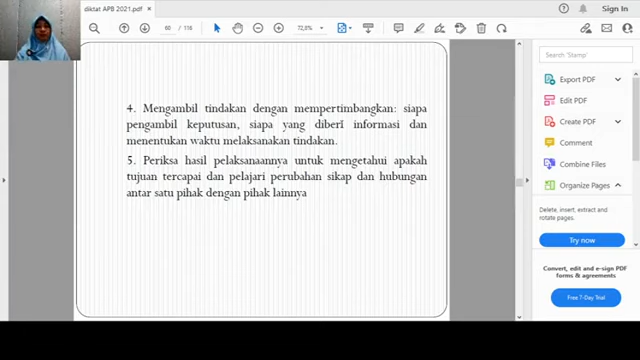 diktat APB 2021.pdf
Sign In
60 / 118
72,8%
4. Mengambil tindakan dengan mempertimbangkan: siapa
pengambil keputusan, siapa yang diberi informasi dan
menentukan waktu melaksanakan tindakan.
5. Periksa hasil pelaksanaannya untuk mengetahui apakah
tujuan tercapai dan pelajari perubahan sikap dan hubungan
antar satu pihak dengan pihak lainnya
Search 'Stamp'
Export PDF
Edit PDF
Create PDF
Comment
Combine Files
Organize Pages
Delete, insert, extract and
rotate pages.
Try now
Convert, edit and e-sign PDF
forms & agreements
Free 7-Day Trial